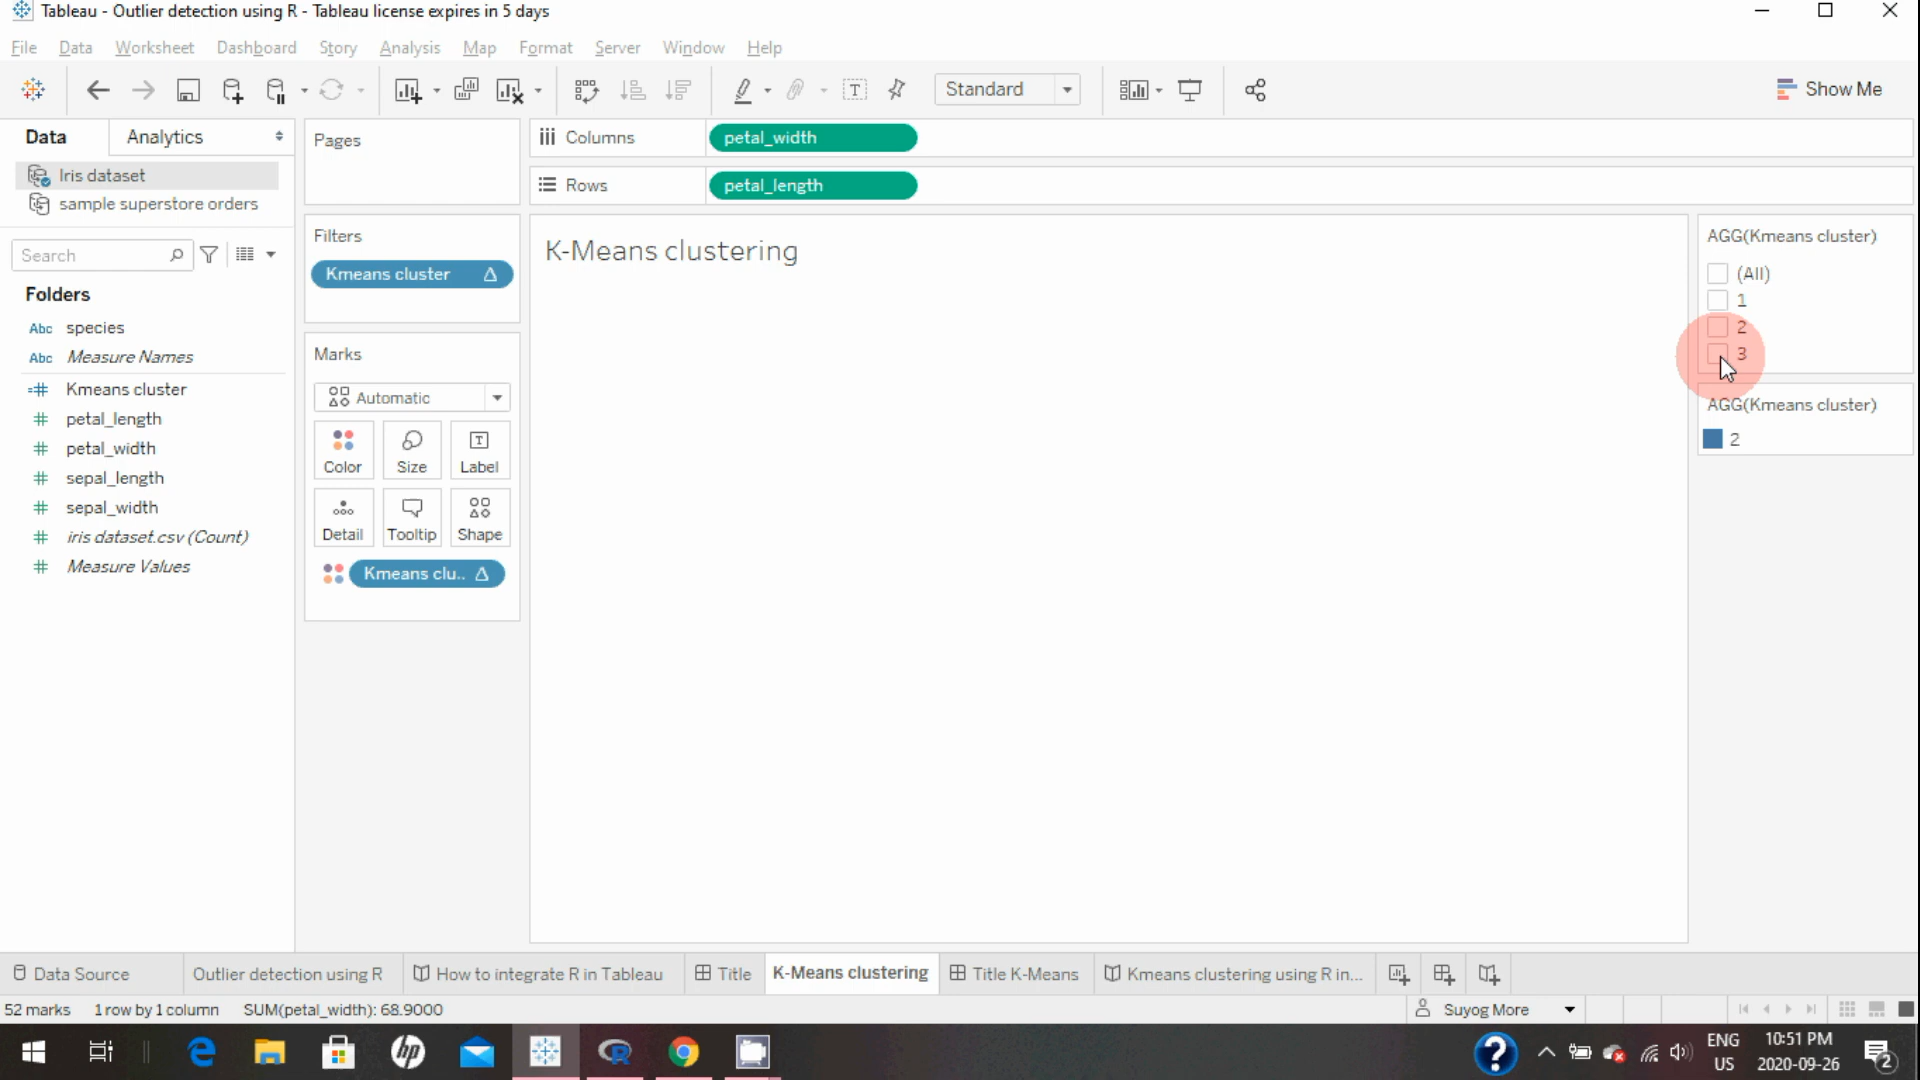 Tableau - Outlier detection using R - Tableau license expires in 5 days
File Data Worksheet Dashboard Story Analysis Map Format Server Window Help
Standard
Show Me
Data Analytics
Iris dataset
sample superstore orders
Search
Folders
Abc species
Abc Measure Names
Kmeans cluster
petal_length
petal_width
sepal_length
sepal_width
iris dataset.csv (Count)
Measure Values
Pages
Filters
Kmeans cluster
Marks
Automatic
Color Size Label
Detail Tooltip Shape
Kmeans clu..
Columns petal_width
Rows petal_length
K-Means clustering
AGG(Kmeans cluster)
(All)
1
2
3
AGG(Kmeans cluster)
2
Data Source Outlier detection using R How to integrate R in Tableau Title K-Means clustering Title K-Means Kmeans clustering using R in...
52 marks 1 row by 1 column SUM(petal_width): 68.9000 Suyog More
ENG 10:51 PM
US 2020-09-26
2